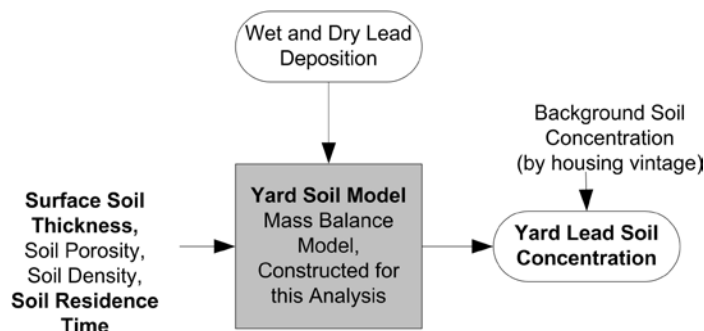 Wet and Dry Lead
Deposition
Background Soil
Concentration
(by housing vintage)
Surface Soil
Thickness,
Soil Porosity,
Soil Density,
Soil Residence
Time
Yard Soil Model
Mass Balance
Model,
Constructed for
this Analysis
Yard Lead Soil
Concentration